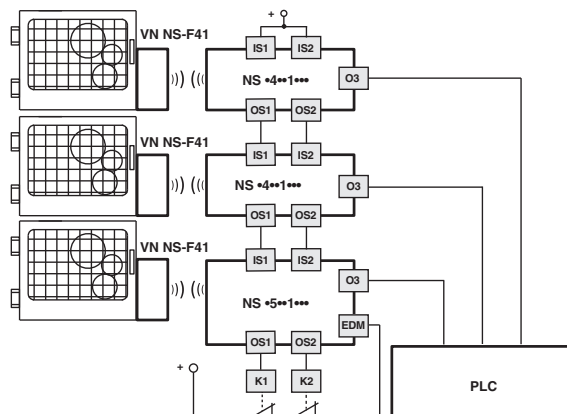 +
VN NS-F41
IS1 IS2
NS •4••1•••
O3
OS1 OS2
VN NS-F41
IS1 IS2
NS •4••1•••
O3
OS1 OS2
VN NS-F41
IS1 IS2
O3
NS •5••1•••
EDM
OS1 OS2
+
K1 K2
PLC